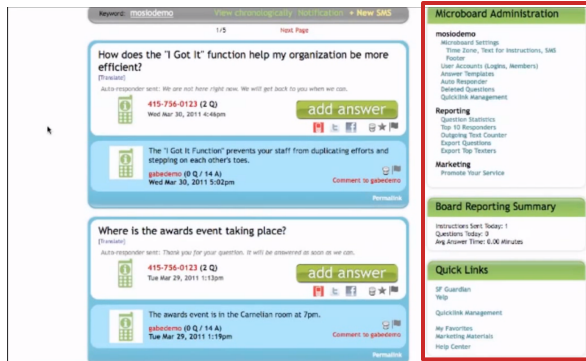 Keyword: mosiodemo View chronologically Notification + New SMS
1/5 Next Page
How does the "I Got It" function help my organization be more
efficient?
[Translate]
Auto-responder sent: We are not here right now. We will get back to you when we can.
415-756-0123 (2 Q)
Wed Mar 30, 2011 4:46pm
add answer
The "I Got It Function" prevents your staff from duplicating efforts and
stepping on each other's toes.
gabedemo (0 Q / 14 A)
Wed Mar 30, 2011 5:02pm
Comment to gabedemo
Permalink
Where is the awards event taking place?
[Translate]
Auto-responder sent: Thank you for your question. It will be answered as soon as we can.
415-756-0123 (2 Q)
Tue Mar 29, 2011 1:13pm
add answer
The awards event is in the Carnelian room at 7pm.
gabedemo (0 Q / 14 A)
Tue Mar 29, 2011 1:19pm
Comment to gabedemo
Permalink
Microboard Administration
mosiodemo
Microboard Settings
Time Zone, Text for Instructions, SMS
Footer
User Accounts (Logins, Members)
Answer Templates
Auto Responder
Deleted Questions
Quicklink Management
Reporting
Question Statistics
Top 10 Responders
Outgoing Text Counter
Export Questions
Export Top Texters
Marketing
Promote Your Service
Board Reporting Summary
Instructions Sent Today: 1
Questions Today: 0
Avg Answer Time: 0.00 Minutes
Quick Links
SF Guardian
Yelp
Quicklink Management
My Favorites
Marketing Materials
Help Center